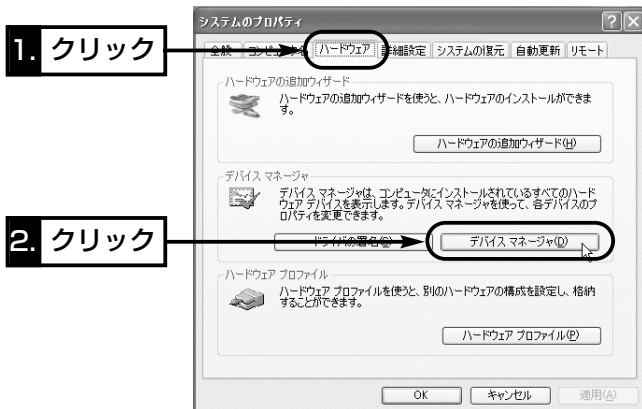 システムのプロパティ
1. クリック
全般 コンピュータ名 ハードウェア 詳細設定 システムの復元 自動更新 リモート
ハードウェアの追加ウィザード
ハードウェアの追加ウィザードを使うと、ハードウェアのインストールができま
す。
ハードウェアの追加ウィザード(H)
デバイス マネージャ
デバイス マネージャは、コンピュータにインストールされているすべてのハード
ウェア デバイスを表示します。デバイス マネージャを使って、各デバイスのプ
ロパティを変更できます。
2. クリック
ドライバの署名(S) デバイス マネージャ(D)
ハードウェア プロファイル
ハードウェア プロファイルを使うと、別のハードウェアの構成を設定し、格納
することができます。
ハードウェア プロファイル(P)
OK キャンセル 適用(A)